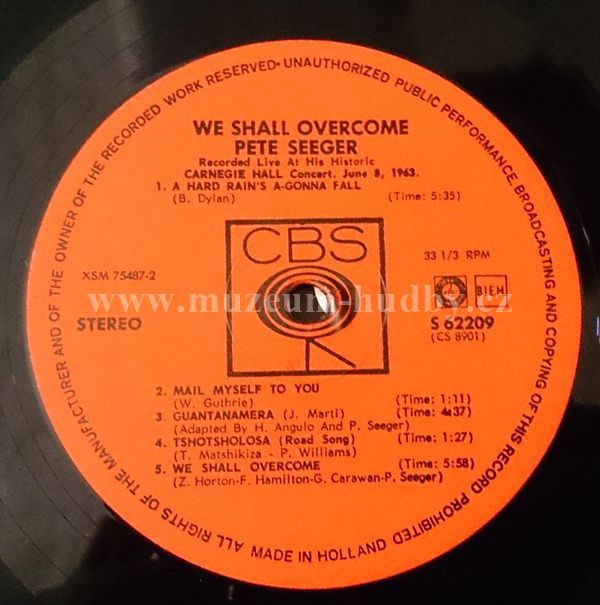 ALL RIGHTS OF THE MANUFACTURER AND OF THE OWNER OF THE RECORDED WORK RESERVED • UNAUTHORIZED PUBLIC PERFORMANCE, BROADCASTING AND COPYING OF THIS RECORD PROHIBITED
WE SHALL OVERCOME
PETE SEEGER
Recorded Live At His Historic
CARNEGIE HALL Concert, June 8, 1963.
1. A HARD RAIN'S A-GONNA FALL
(B. Dylan) (Time: 5:35)
CBS
XSM 75487-2 33 1/3 RPM
BIEM
www.muzeum-hudby.cz
STEREO S 62209
(CS 8901)
2. MAIL MYSELF TO YOU
(W. Guthrie) (Time: 1:11)
3. GUANTANAMERA (J. Marti) (Time: 4:37)
(Adapted By H. Angulo And P. Seeger)
4. TSHOTSHOLOSA (Road Song) (Time: 1:27)
(T. Matshikiza - P. Williams)
5. WE SHALL OVERCOME (Time: 5:58)
(Z. Horton-F. Hamilton-G. Carawan-P. Seeger)
MADE IN HOLLAND